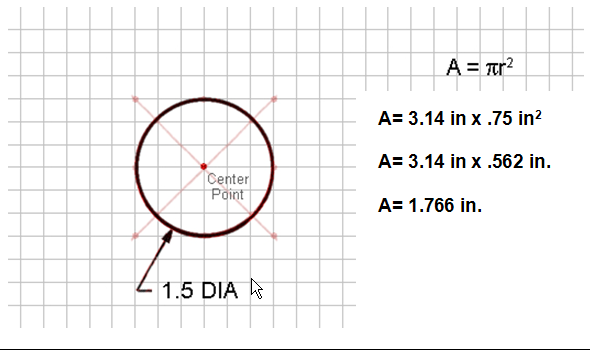 A = πr²
A= 3.14 in x .75 in²
A= 3.14 in x .562 in.
A= 1.766 in.
Center
Point
1.5 DIA